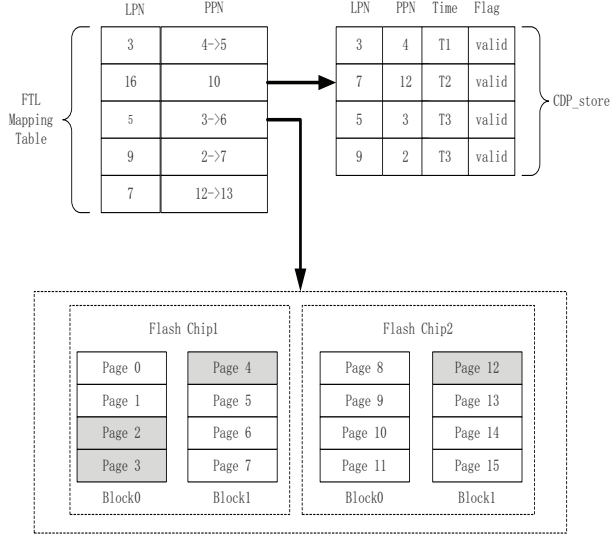 LPN PPN
3 4->5
16 10
5 3->6
9 2->7
7 12->13
FTL
Mapping
Table
LPN PPN Time Flag
3 4 T1 valid
7 12 T2 valid
5 3 T3 valid
9 2 T3 valid
CDP_store
Flash Chip1
Page 0
Page 1
Page 2
Page 3
Block0
Page 4
Page 5
Page 6
Page 7
Block1
Flash Chip2
Page 8
Page 9
Page 10
Page 11
Block0
Page 12
Page 13
Page 14
Page 15
Block1